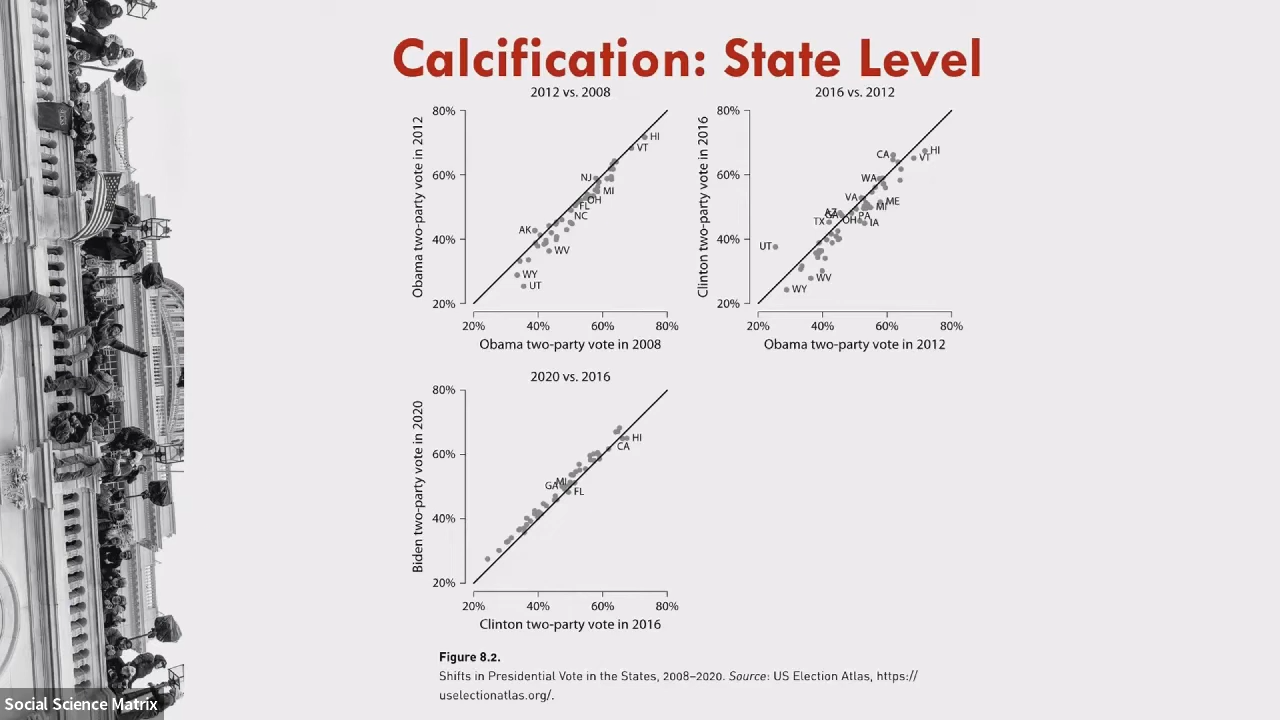 Calcification: State Level
2012 vs. 2008
Obama two-party vote in 2012
80%
60%
40%
20%
HI
VT
NJ
MI
OH
FL
NC
AK
WV
WY
UT
20% 40% 60% 80%
Obama two-party vote in 2008
2016 vs. 2012
Clinton two-party vote in 2016
80%
60%
40%
20%
CA
HI
VT
WA
VA
ME
MI
AZ
GA
PA
TX
OH
IA
UT
WV
WY
20% 40% 60% 80%
Obama two-party vote in 2012
2020 vs. 2016
Biden two-party vote in 2020
80%
60%
40%
20%
HI
CA
MI
GA
FL
20% 40% 60% 80%
Clinton two-party vote in 2016
Figure 8.2.
Shifts in Presidential Vote in the States, 2008–2020. Source: US Election Atlas, https://
uselectionatlas.org/.
Social Science Matrix